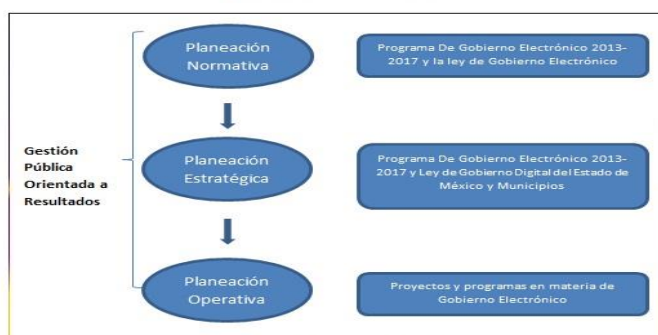 Planeación
Normativa
Programa De Gobierno Electrónico 2013-
2017 y la ley de Gobierno Electrónico
Gestión
Pública
Orientada a
Resultados
Planeación
Estratégica
Programa De Gobierno Electrónico 2013-
2017 y Ley de Gobierno Digital del Estado de
México y Municipios
Planeación
Operativa
Proyectos y programas en materia de
Gobierno Electrónico